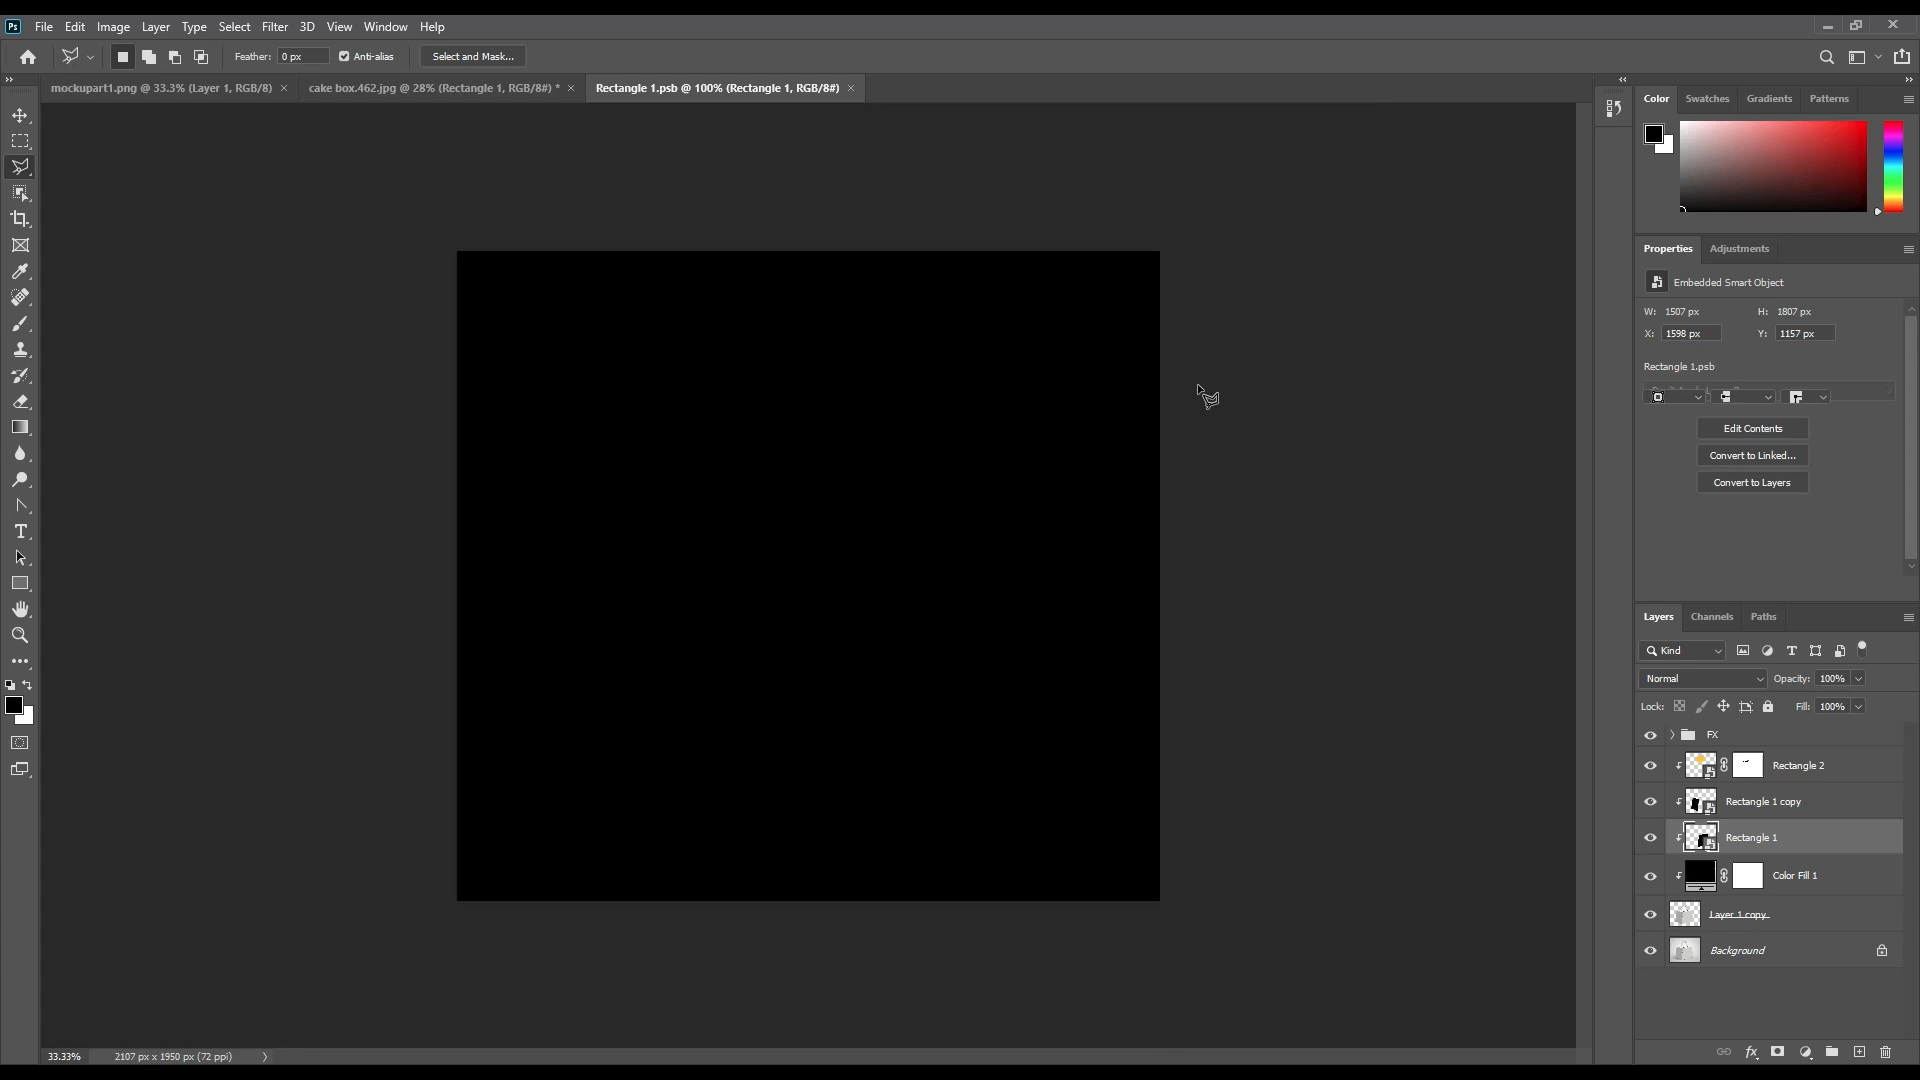 Ps File Edit Image Layer Type Select Filter 3D View Window Help
Feather: 0 px Anti-alias Select and Mask...
mockupart1.png @ 33.3% (Layer 1, RGB/8) × cake box.462.jpg @ 28% (Rectangle 1, RGB/8#) * × Rectangle 1.psb @ 100% (Rectangle 1, RGB/8#) ×
Color Swatches Gradients Patterns
Properties Adjustments
Embedded Smart Object
W: 1507 px H: 1807 px
X: 1598 px Y: 1157 px
Rectangle 1.psb
Edit Contents
Convert to Linked...
Convert to Layers
Layers Channels Paths
Kind
Normal Opacity: 100%
Lock: Fill: 100%
FX
Rectangle 2
Rectangle 1 copy
Rectangle 1
Color Fill 1
Layer 1 copy
Background
33.33% 2107 px x 1950 px (72 ppi)